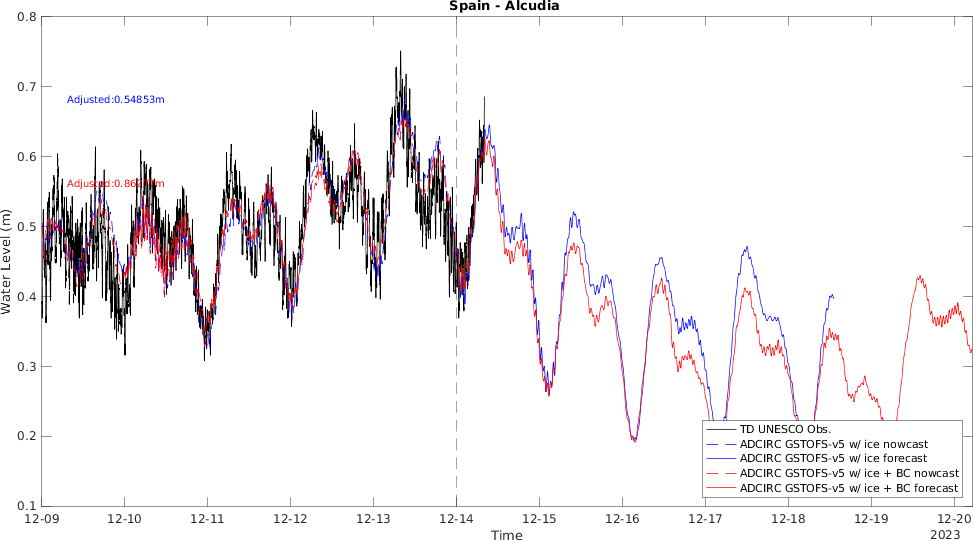 Spain - Alcudia
0.8
0.7
0.6
0.5
0.4
0.3
0.2
0.1
Water Level (m)
Adjusted:0.54853m
TD UNESCO Obs.
ADCIRC GSTOFS-v5 w/ ice nowcast
ADCIRC GSTOFS-v5 w/ ice forecast
ADCIRC GSTOFS-v5 w/ ice + BC nowcast
ADCIRC GSTOFS-v5 w/ ice + BC forecast
12-09 12-10 12-11 12-12 12-13 12-14 12-15 12-16 12-17 12-18 12-19 12-20
Time
2023